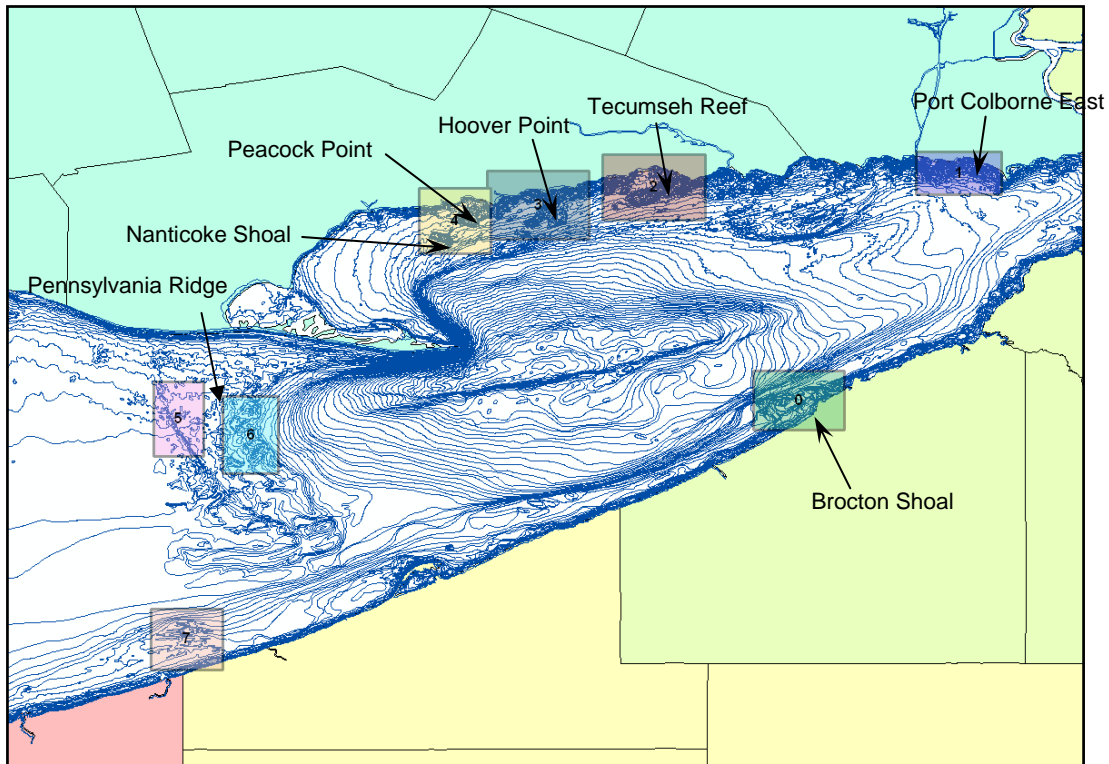 Port Colborne East
Tecumseh Reef
Hoover Point
Peacock Point
1
2
3
4
Nanticoke Shoal
Pennsylvania Ridge
5
6
0
Brocton Shoal
7